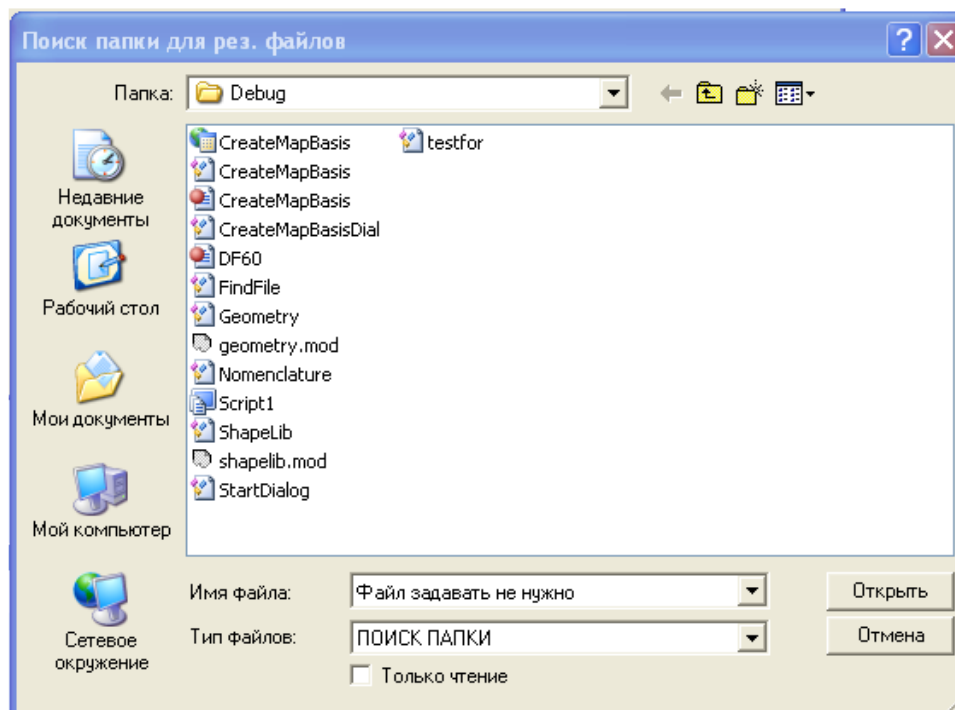 Поиск папки для рез. файлов
Папка: Debug
Недавние документы
Рабочий стол
Мои документы
Мой компьютер
Сетевое окружение
CreateMapBasis
CreateMapBasis
CreateMapBasis
CreateMapBasisDial
DF60
FindFile
Geometry
geometry.mod
Nomenclature
Script1
ShapeLib
shapelib.mod
StartDialog
testfor
Имя файла: Файл задавать не нужно Открыть
Тип файлов: ПОИСК ПАПКИ Отмена
Только чтение